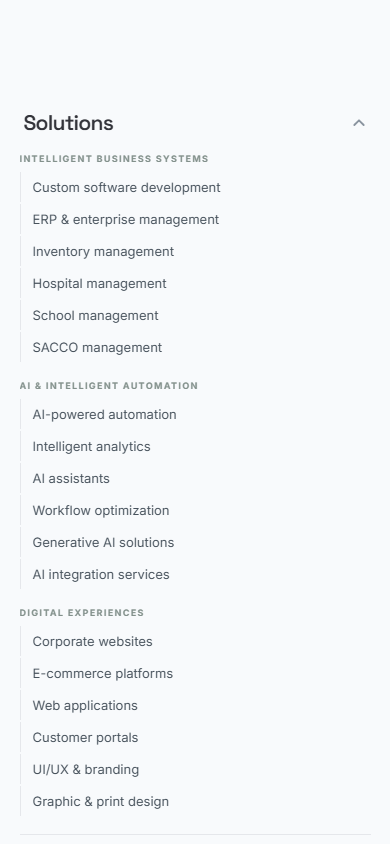 Solutions
INTELLIGENT BUSINESS SYSTEMS
Custom software development
ERP & enterprise management
Inventory management
Hospital management
School management
SACCO management
AI & INTELLIGENT AUTOMATION
AI-powered automation
Intelligent analytics
AI assistants
Workflow optimization
Generative AI solutions
AI integration services
DIGITAL EXPERIENCES
Corporate websites
E-commerce platforms
Web applications
Customer portals
UI/UX & branding
Graphic & print design